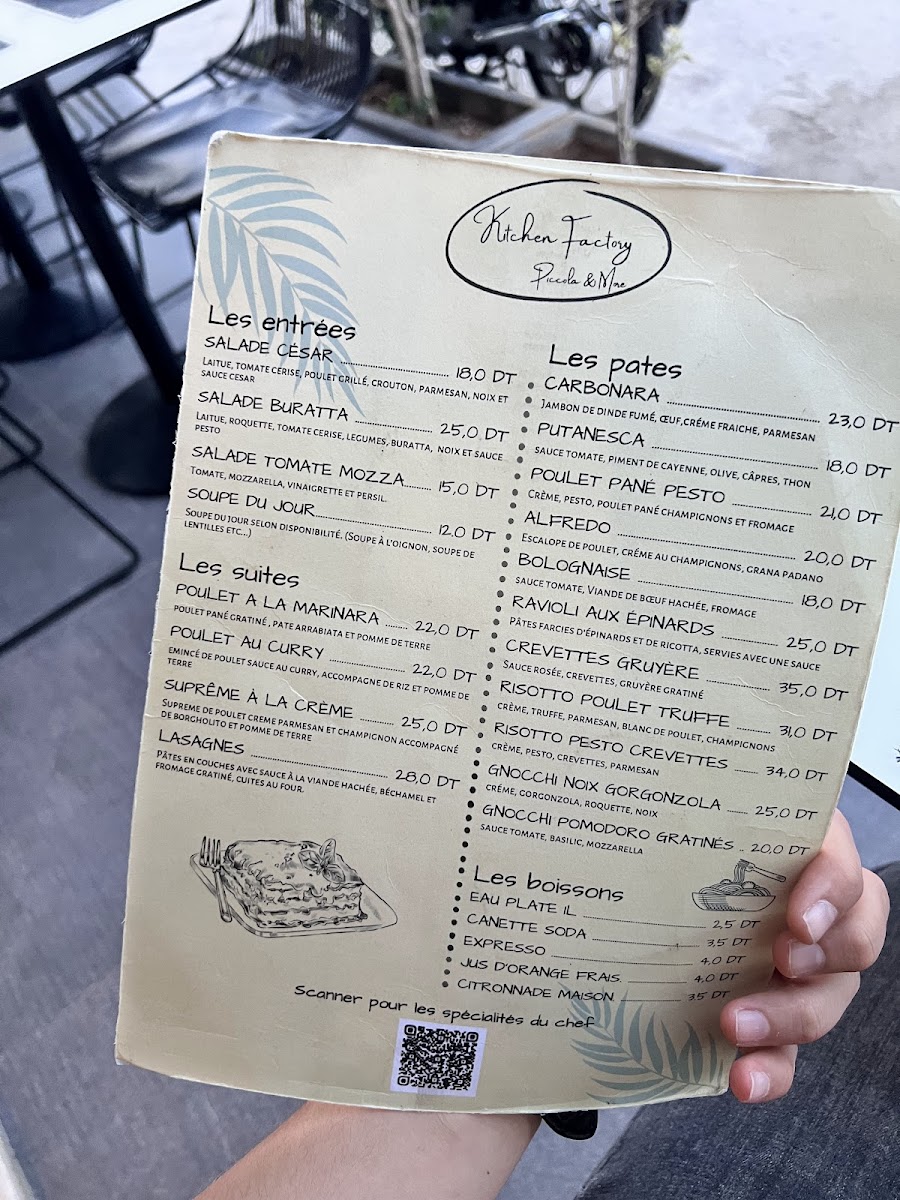 Kitchen Factory
Piccola & More
Les entrées
SALADE CÉSAR ........ 18,0 DT
LAITUE, TOMATE CERISE, POULET GRILLÉ, CROUTON, PARMESAN, NOIX ET
SAUCE CESAR
SALADE BURATTA ........ 25,0 DT
LAITUE, ROQUETTE, TOMATE CERISE, LEGUMES, BURATTA, NOIX ET SAUCE
PESTO
SALADE TOMATE MOZZA........ 15,0 DT
TOMATE, MOZZARELLA, VINAIGRETTE ET PERSIL.
SOUPE DU JOUR........ 12,0 DT
SOUPE DU JOUR SELON DISPONIBILITÉ. (SOUPE À L'OIGNON, SOUPE DE
LENTILLES ETC...)
Les suites
POULET A LA MARINARA ..... 22,0 DT
POULET PANÉ GRATINÉ , PATE ARRABIATA ET POMME DE TERRE
POULET AU CURRY ........ 22,0 DT
EMINCÉ DE POULET SAUCE AU CURRY, ACCOMPAGNE DE RIZ ET POMME DE
TERRE
SUPRÊME À LA CRÈME ........ 25,0 DT
SUPREME DE POULET CREME PARMESAN ET CHAMPIGNON ACCOMPAGNÉ
DE BORGHOLITO ET POMME DE TERRE
LASAGNES ........ 28,0 DT
PÂTES EN COUCHES AVEC SAUCE À LA VIANDE HACHÉE, BÉCHAMEL ET
FROMAGE GRATINÉ, CUITES AU FOUR.
Les pates
CARBONARA ........ 23,0 DT
JAMBON DE DINDE FUMÉ, ŒUF,CRÉME FRAICHE, PARMESAN
PUTANESCA ........ 18,0 DT
SAUCE TOMATE, PIMENT DE CAYENNE, OLIVE, CÂPRES, THON
POULET PANÉ PESTO ........ 21,0 DT
CRÈME, PESTO, POULET PANÉ CHAMPIGNONS ET FROMAGE
ALFREDO ........ 20,0 DT
ESCALOPE DE POULET, CRÉME AU CHAMPIGNONS, GRANA PADANO
BOLOGNAISE ........ 18,0 DT
SAUCE TOMATE, VIANDE DE BŒUF HACHÉE, FROMAGE
RAVIOLI AUX ÉPINARDS ........ 25,0 DT
PÂTES FARCIES D'ÉPINARDS ET DE RICOTTA, SERVIES AVEC UNE SAUCE
CREVETTES GRUYÈRE ........ 35,0 DT
SAUCE ROSÉE, CREVETTES, GRUYÈRE GRATINÉ
RISOTTO POULET TRUFFE ........ 31,0 DT
CRÈME, TRUFFE, PARMESAN, BLANC DE POULET, CHAMPIGNONS
RISOTTO PESTO CREVETTES ..... 34,0 DT
CRÈME, PESTO, CREVETTES, PARMESAN
GNOCCHI NOIX GORGONZOLA ..... 25,0 DT
CRÉME, GORGONZOLA, ROQUETTE, NOIX
GNOCCHI POMODORO GRATINÉS .. 20,0 DT
SAUCE TOMATE, BASILIC, MOZZARELLA
Les boissons
EAU PLATE 1L ........ 2,5 DT
CANETTE SODA ........ 3,5 DT
EXPRESSO ........ 4,0 DT
JUS D'ORANGE FRAIS ........ 4,0 DT
CITRONNADE MAISON ........ 3,5 DT
Scanner pour les spécialités du chef